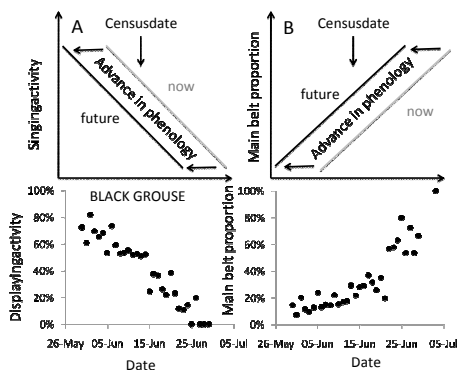 A
Censusdate
Singingactivity
Advance in phenology
now
future
B
Censusdate
Main belt proportion
Advance in phenology
future
now
BLACK GROUSE
Displayingactivity
100%
80%
60%
40%
20%
0%
26-May 05-Jun 15-Jun 25-Jun 05-Jul
Date
Main belt proportion
100%
80%
60%
40%
20%
0%
26-May 05-Jun 15-Jun 25-Jun 05-Jul
Date